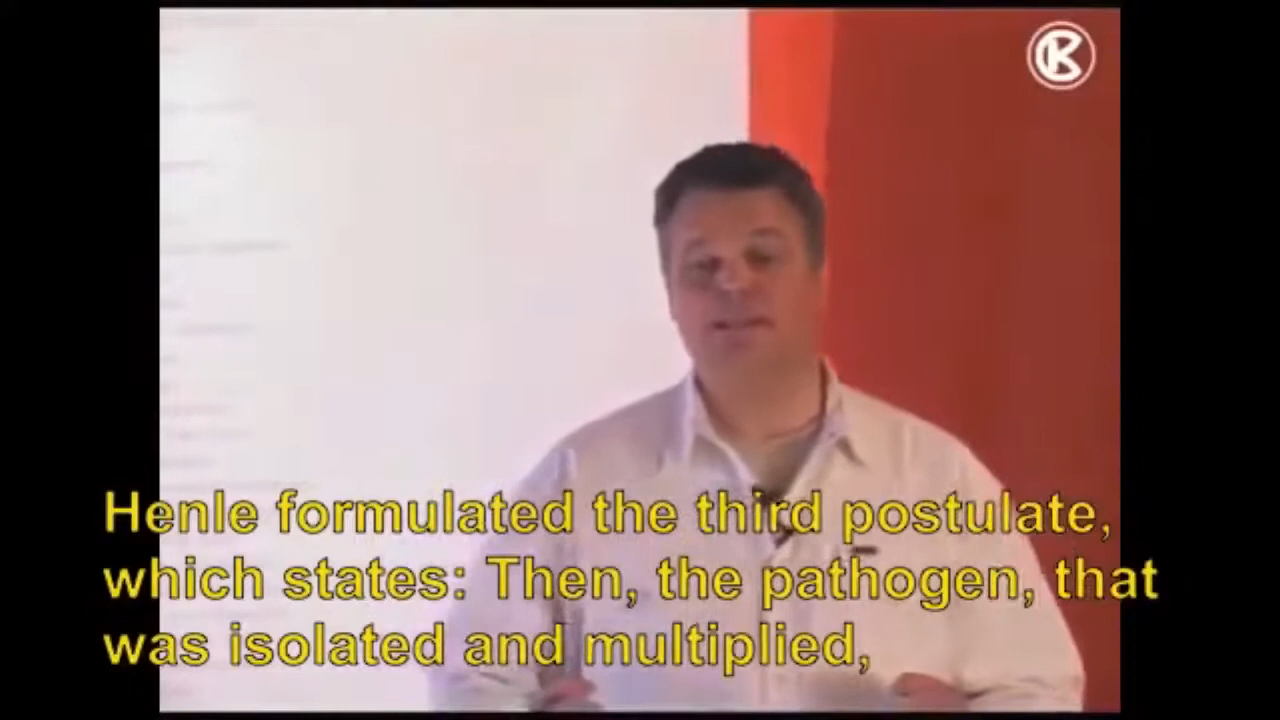 Henle formulated the third postulate,
which states: Then, the pathogen, that
was isolated and multiplied,